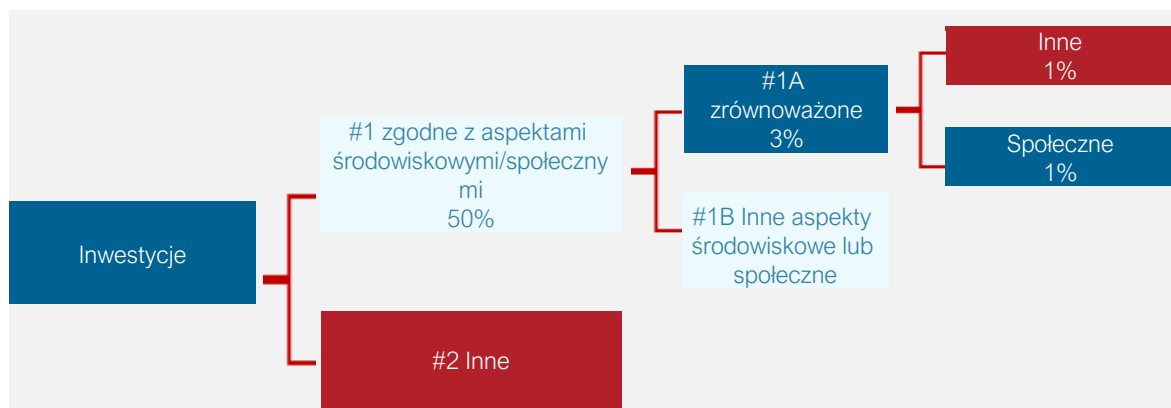 Inwestycje
#1 zgodne z aspektami
środowiskowymi/społeczny
mi
50%
#2 Inne
#1A
zrównoważone
3%
#1B Inne aspekty
środowiskowe lub
społeczne
Inne
1%
Społeczne
1%